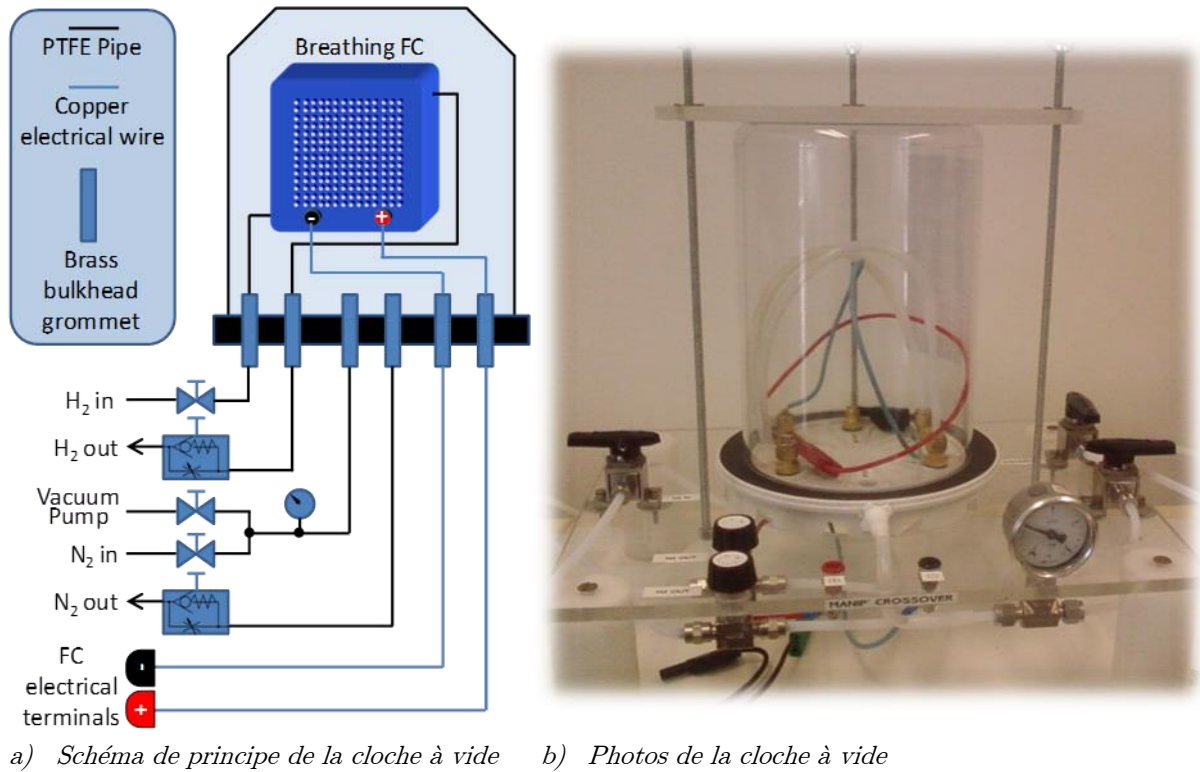 PTFE Pipe
Copper
electrical wire
Brass
bulkhead
grommet
Breathing FC
-
+
H₂ in
H₂ out
Vacuum
Pump
N₂ in
N₂ out
FC
electrical
terminals
-
+
MANIP CROSSOVER
a) Schéma de principe de la cloche à vide
b) Photos de la cloche à vide